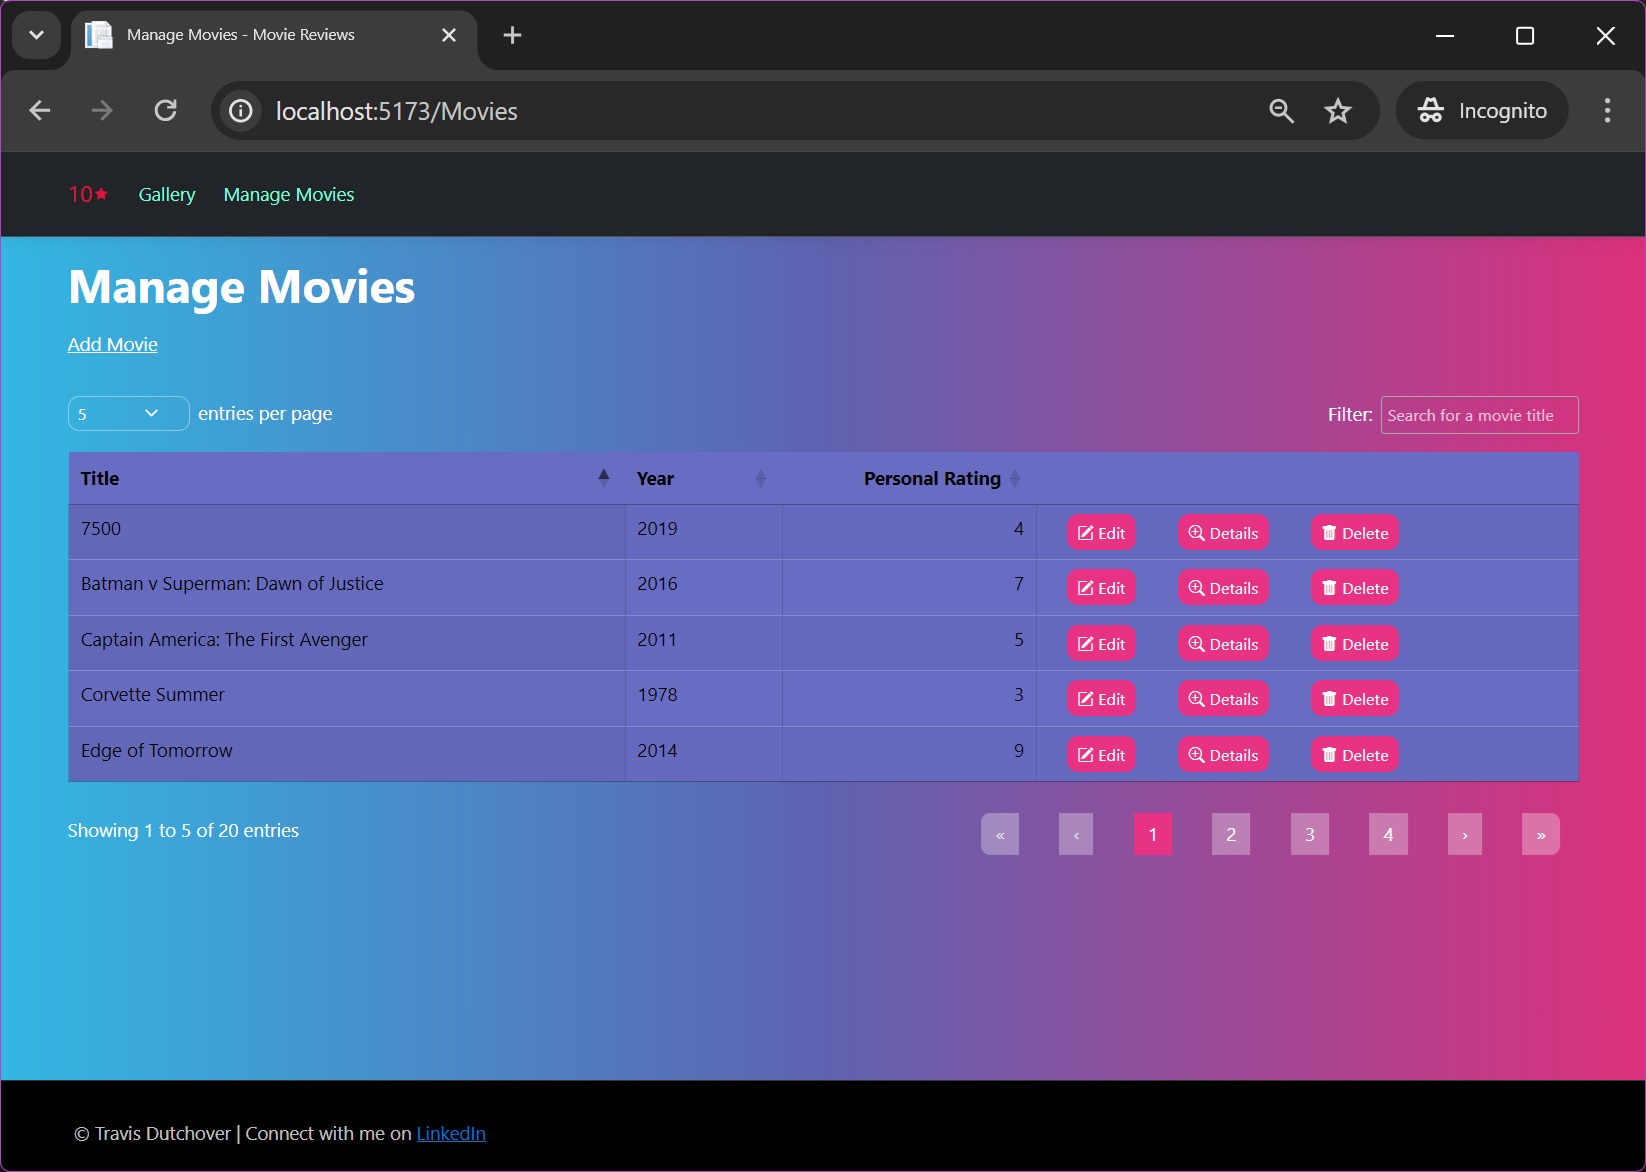 Manage Movies - Movie Reviews
localhost:5173/Movies
Incognito
10★ Gallery Manage Movies
Manage Movies
Add Movie
5 entries per page Filter: Search for a movie title
Title Year Personal Rating
7500 2019 4 Edit Details Delete
Batman v Superman: Dawn of Justice 2016 7 Edit Details Delete
Captain America: The First Avenger 2011 5 Edit Details Delete
Corvette Summer 1978 3 Edit Details Delete
Edge of Tomorrow 2014 9 Edit Details Delete
Showing 1 to 5 of 20 entries « ‹ 1 2 3 4 › »
© Travis Dutchover | Connect with me on LinkedIn